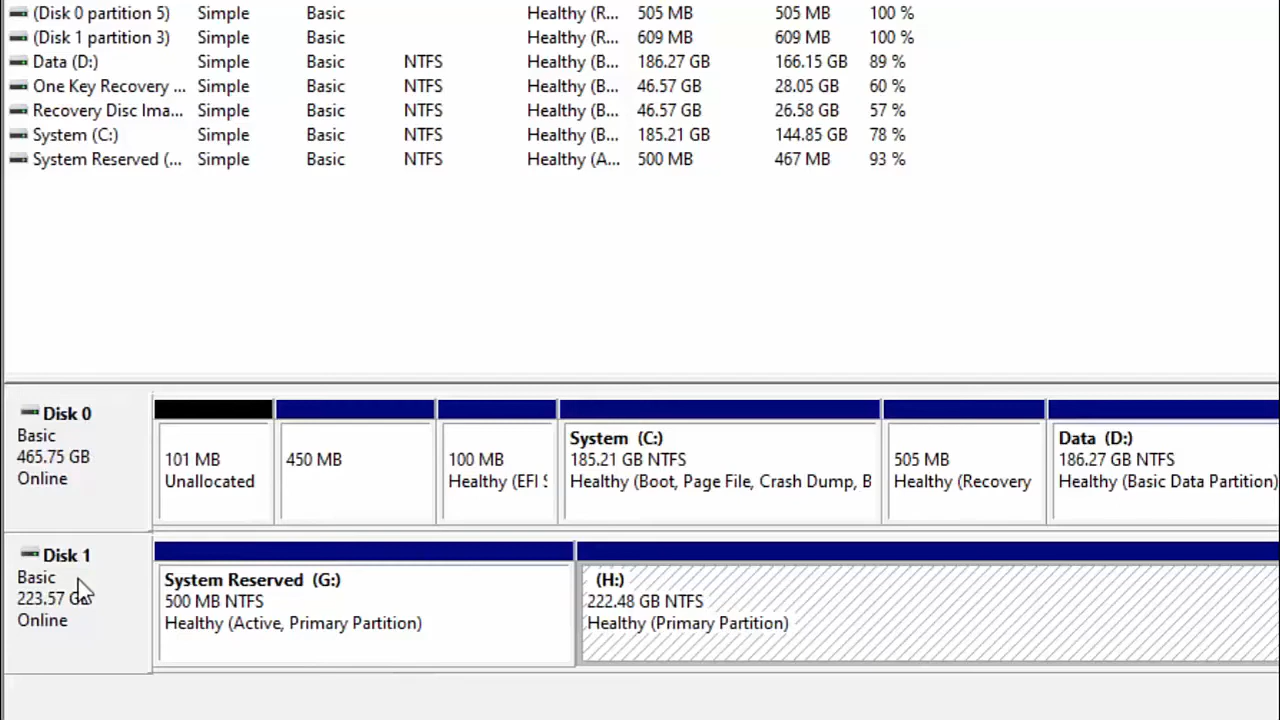 (Disk 0 partition 5) Simple Basic Healthy (R... 505 MB 505 MB 100 %
(Disk 1 partition 3) Simple Basic Healthy (R... 609 MB 609 MB 100 %
Data (D:) Simple Basic NTFS Healthy (B... 186.27 GB 166.15 GB 89 %
One Key Recovery ... Simple Basic NTFS Healthy (B... 46.57 GB 28.05 GB 60 %
Recovery Disc Ima... Simple Basic NTFS Healthy (B... 46.57 GB 26.58 GB 57 %
System (C:) Simple Basic NTFS Healthy (B... 185.21 GB 144.85 GB 78 %
System Reserved (... Simple Basic NTFS Healthy (A... 500 MB 467 MB 93 %
Disk 0
Basic
465.75 GB
Online
101 MB
Unallocated
450 MB
100 MB
Healthy (EFI
System (C:)
185.21 GB NTFS
Healthy (Boot, Page File, Crash Dump, B
505 MB
Healthy (Recovery
Data (D:)
186.27 GB NTFS
Healthy (Basic Data Partition)
Disk 1
Basic
223.57
Online
System Reserved (G:)
500 MB NTFS
Healthy (Active, Primary Partition)
(H:)
222.48 GB NTFS
Healthy (Primary Partition)